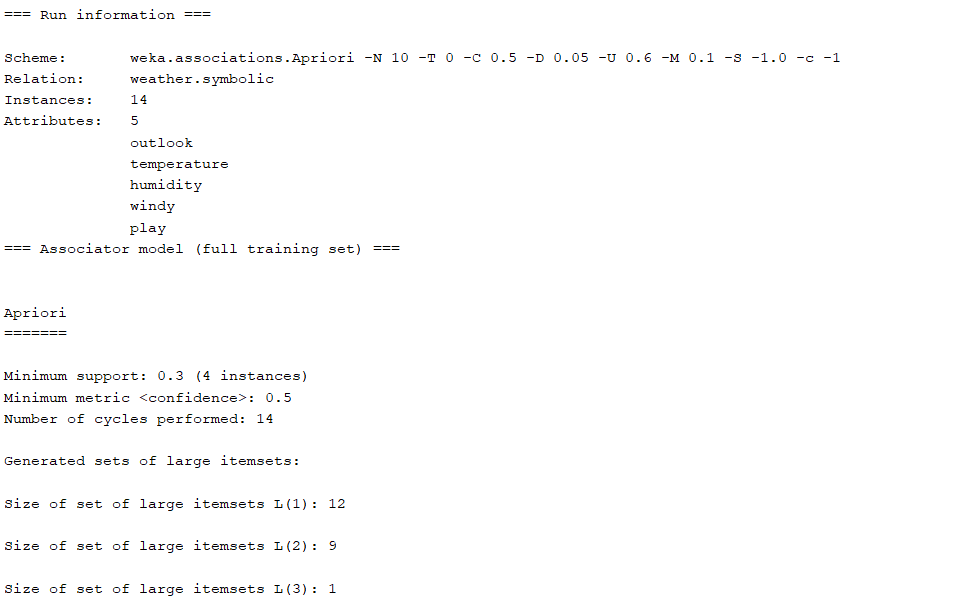 === Run information ===
Scheme: weka.associations.Apriori -N 10 -T 0 -C 0.5 -D 0.05 -U 0.6 -M 0.1 -S -1.0 -c -1
Relation: weather.symbolic
Instances: 14
Attributes: 5
outlook
temperature
humidity
windy
play
=== Associator model (full training set) ===
Apriori
=======
Minimum support: 0.3 (4 instances)
Minimum metric <confidence>: 0.5
Number of cycles performed: 14
Generated sets of large itemsets:
Size of set of large itemsets L(1): 12
Size of set of large itemsets L(2): 9
Size of set of large itemsets L(3): 1